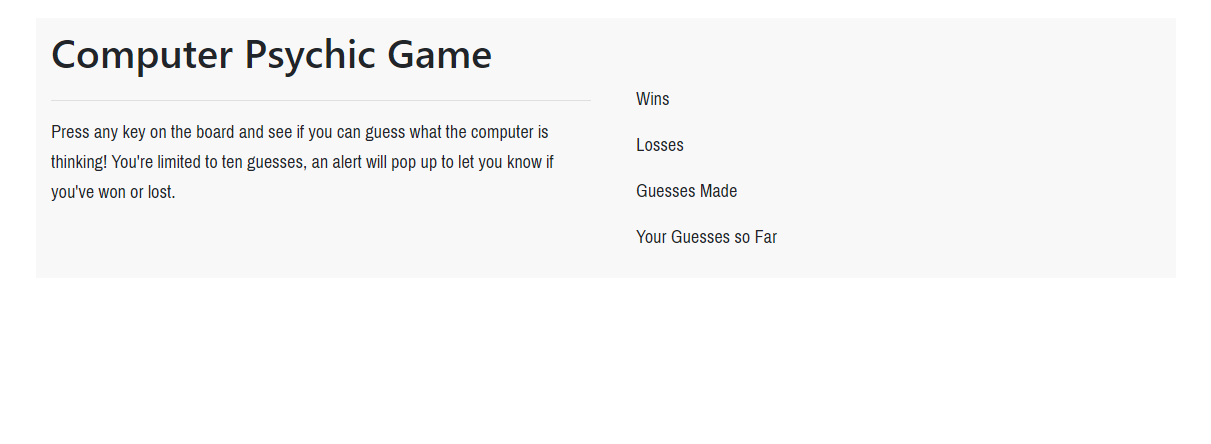 Computer Psychic Game
Press any key on the board and see if you can guess what the computer is
thinking! You're limited to ten guesses, an alert will pop up to let you know if
you've won or lost.
Wins
Losses
Guesses Made
Your Guesses so Far